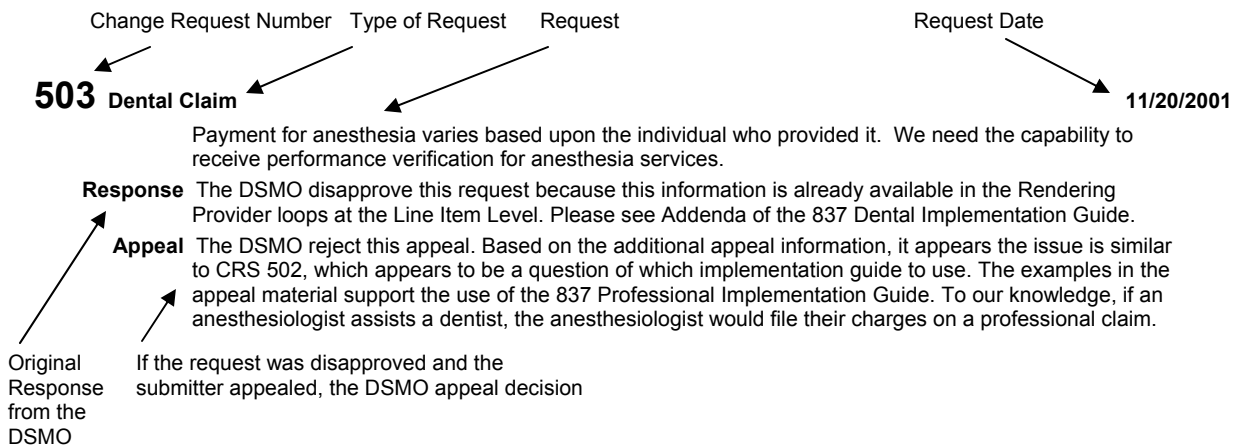 Change Request Number Type of Request Request Request Date
503 Dental Claim 11/20/2001
Payment for anesthesia varies based upon the individual who provided it. We need the capability to
receive performance verification for anesthesia services.
Response The DSMO disapprove this request because this information is already available in the Rendering
Provider loops at the Line Item Level. Please see Addenda of the 837 Dental Implementation Guide.
Appeal The DSMO reject this appeal. Based on the additional appeal information, it appears the issue is similar
to CRS 502, which appears to be a question of which implementation guide to use. The examples in the
appeal material support the use of the 837 Professional Implementation Guide. To our knowledge, if an
anesthesiologist assists a dentist, the anesthesiologist would file their charges on a professional claim.
Original
Response
from the
DSMO
If the request was disapproved and the
submitter appealed, the DSMO appeal decision